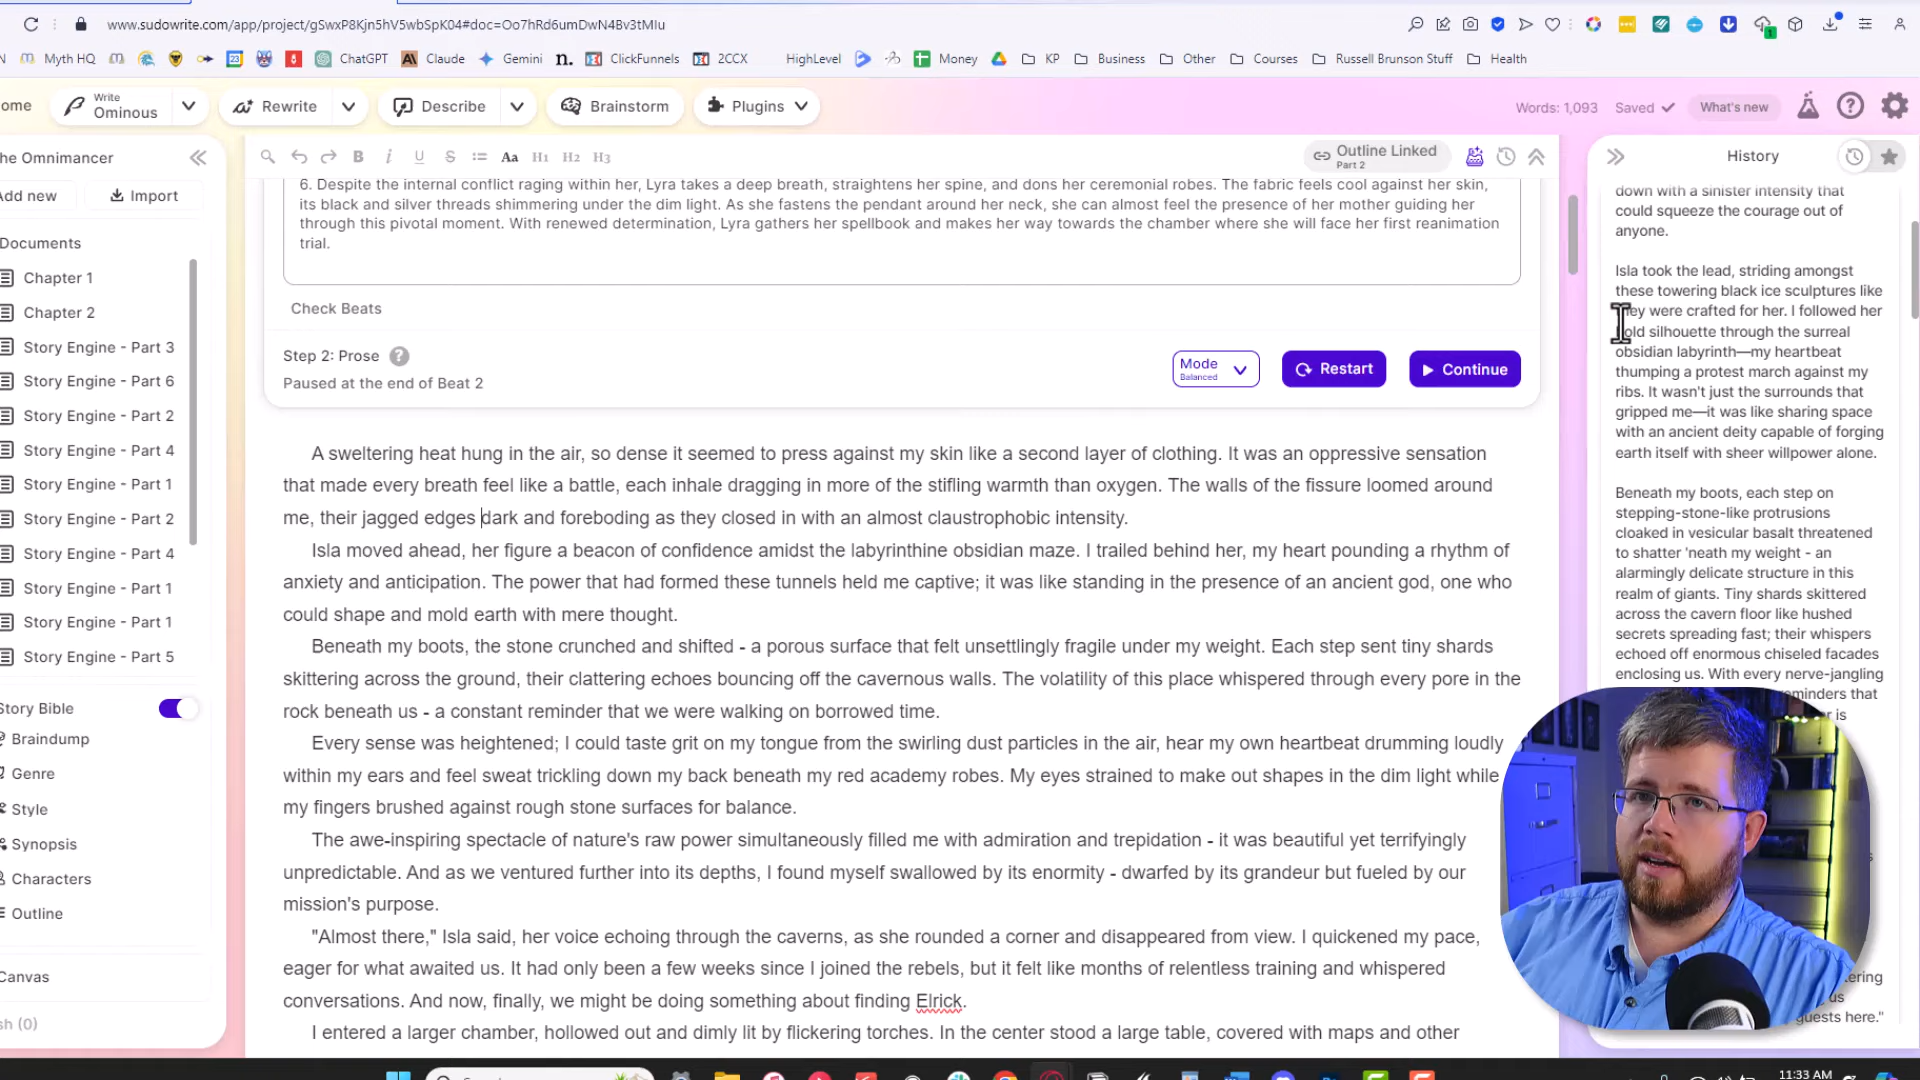 www.sudowrite.com/app/project/gSwxP8Kjn5hV5wbSpK04#doc=Oo7hRd6umDwN4Bv3tMIu
Myth HQ ChatGPT Claude Gemini n. ClickFunnels 2CCX HighLevel Money KP Business Other Courses Russell Brunson Stuff Health
ome
Write
Ominous
Rewrite
Describe
Brainstorm
Plugins
Words: 1,093
Saved
What's new
he Omnimancer
dd new
Import
Documents
Chapter 1
Chapter 2
Story Engine - Part 3
Story Engine - Part 6
Story Engine - Part 2
Story Engine - Part 4
Story Engine - Part 1
Story Engine - Part 2
Story Engine - Part 4
Story Engine - Part 1
Story Engine - Part 1
Story Engine - Part 5
Story Bible
Braindump
Genre
Style
Synopsis
Characters
Outline
Canvas
sh (0)
B i U S Aa H1 H2 H3
Outline Linked
Part 2
6. Despite the internal conflict raging within her, Lyra takes a deep breath, straightens her spine, and dons her ceremonial robes. The fabric feels cool against her skin,
its black and silver threads shimmering under the dim light. As she fastens the pendant around her neck, she can almost feel the presence of her mother guiding her
through this pivotal moment. With renewed determination, Lyra gathers her spellbook and makes her way towards the chamber where she will face her first reanimation
trial.
Check Beats
Step 2: Prose ?
Paused at the end of Beat 2
Mode
Balanced
Restart
Continue
A sweltering heat hung in the air, so dense it seemed to press against my skin like a second layer of clothing. It was an oppressive sensation
that made every breath feel like a battle, each inhale dragging in more of the stifling warmth than oxygen. The walls of the fissure loomed around
me, their jagged edges dark and foreboding as they closed in with an almost claustrophobic intensity.
Isla moved ahead, her figure a beacon of confidence amidst the labyrinthine obsidian maze. I trailed behind her, my heart pounding a rhythm of
anxiety and anticipation. The power that had formed these tunnels held me captive; it was like standing in the presence of an ancient god, one who
could shape and mold earth with mere thought.
Beneath my boots, the stone crunched and shifted - a porous surface that felt unsettlingly fragile under my weight. Each step sent tiny shards
skittering across the ground, their clattering echoes bouncing off the cavernous walls. The volatility of this place whispered through every pore in the
rock beneath us - a constant reminder that we were walking on borrowed time.
Every sense was heightened; I could taste grit on my tongue from the swirling dust particles in the air, hear my own heartbeat drumming loudly
within my ears and feel sweat trickling down my back beneath my red academy robes. My eyes strained to make out shapes in the dim light while
my fingers brushed against rough stone surfaces for balance.
The awe-inspiring spectacle of nature's raw power simultaneously filled me with admiration and trepidation - it was beautiful yet terrifyingly
unpredictable. And as we ventured further into its depths, I found myself swallowed by its enormity - dwarfed by its grandeur but fueled by our
mission's purpose.
"Almost there," Isla said, her voice echoing through the caverns, as she rounded a corner and disappeared from view. I quickened my pace,
eager for what awaited us. It had only been a few weeks since I joined the rebels, but it felt like months of relentless training and whispered
conversations. And now, finally, we might be doing something about finding Elrick.
I entered a larger chamber, hollowed out and dimly lit by flickering torches. In the center stood a large table, covered with maps and other
History
down with a sinister intensity that
could squeeze the courage out of
anyone.
Isla took the lead, striding amongst
these towering black ice sculptures like
they were crafted for her. I followed her
bold silhouette through the surreal
obsidian labyrinth—my heartbeat
thumping a protest march against my
ribs. It wasn't just the surrounds that
gripped me—it was like sharing space
with an ancient deity capable of forging
earth itself with sheer willpower alone.
Beneath my boots, each step on
stepping-stone-like protrusions
cloaked in vesicular basalt threatened
to shatter 'neath my weight - an
alarmingly delicate structure in this
realm of giants. Tiny shards skittered
across the cavern floor like hushed
secrets spreading fast; their whispers
echoed off enormous chiseled facades
enclosing us. With every nerve-jangling
reminders that
is
ering
us
guests here."
11:33 AM